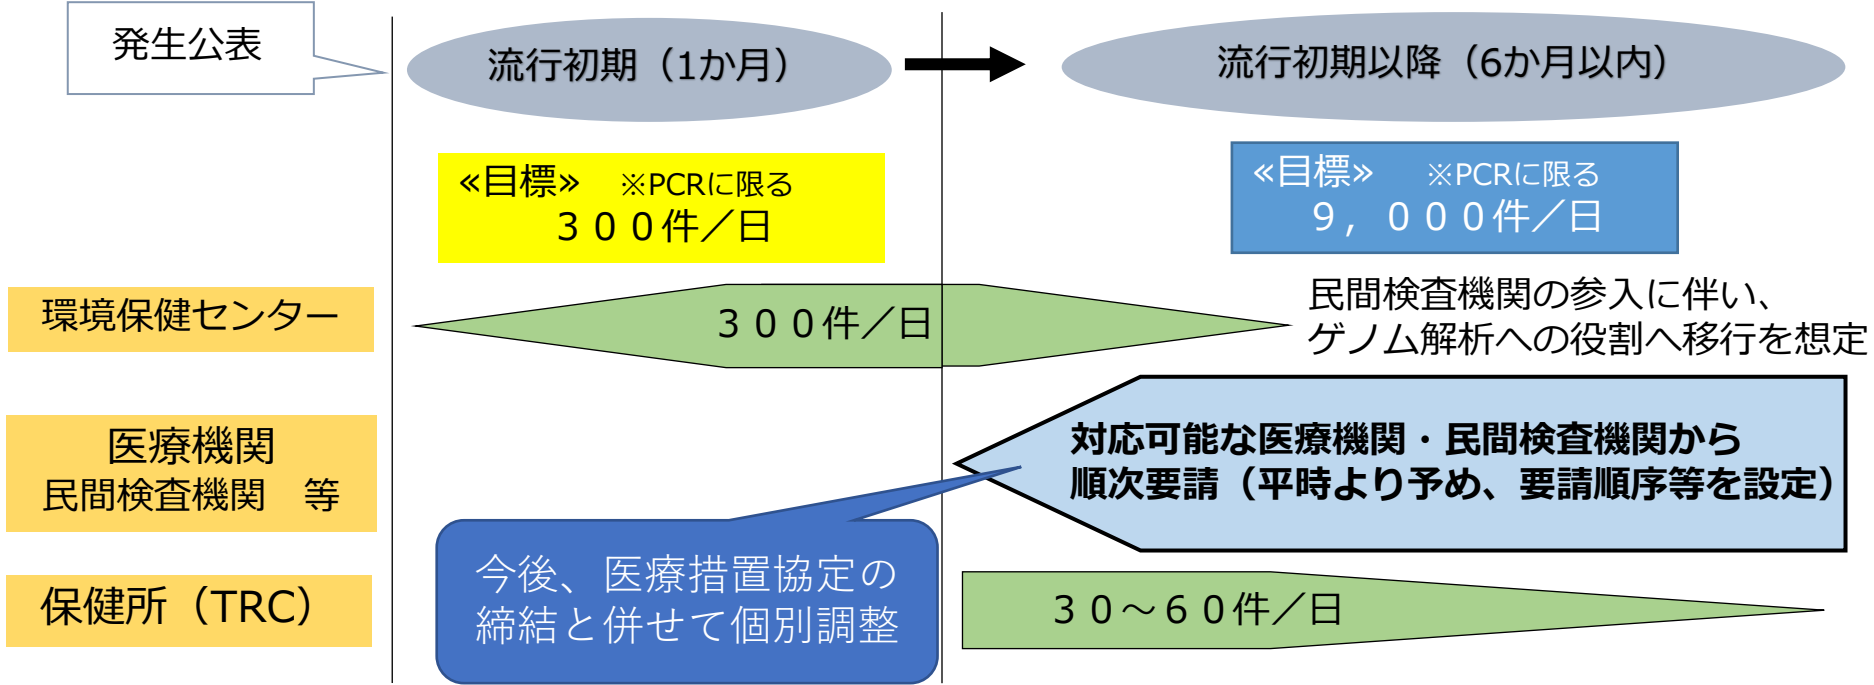 発生公表
流行初期（1か月）
流行初期以降（6か月以内）
≪目標≫　※PCRに限る
３００件／日
≪目標≫　※PCRに限る
９，０００件／日
環境保健センター
３００件／日
民間検査機関の参入に伴い、
ゲノム解析への役割へ移行を想定
医療機関
民間検査機関　等
対応可能な医療機関・民間検査機関から
順次要請（平時より予め、要請順序等を設定）
今後、医療措置協定の
締結と併せて個別調整
保健所（TRC）
３０～６０件／日